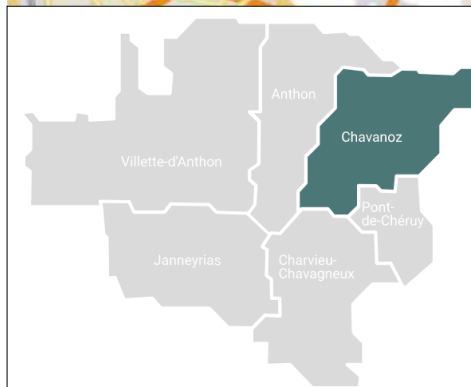 Anthon
Chavanoz
Villette-d'Anthon
Pont-
de-Chéruy
Janneyrias
Charvieu-
Chavagneux